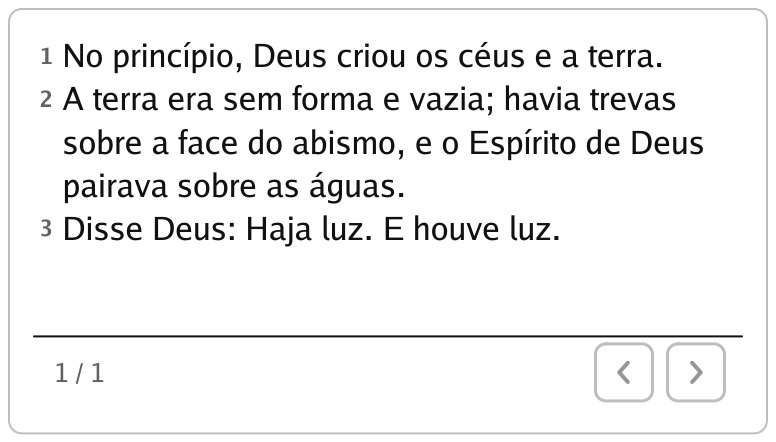 1 No princípio, Deus criou os céus e a terra.
2 A terra era sem forma e vazia; havia trevas
sobre a face do abismo, e o Espírito de Deus
pairava sobre as águas.
3 Disse Deus: Haja luz. E houve luz.
1 / 1